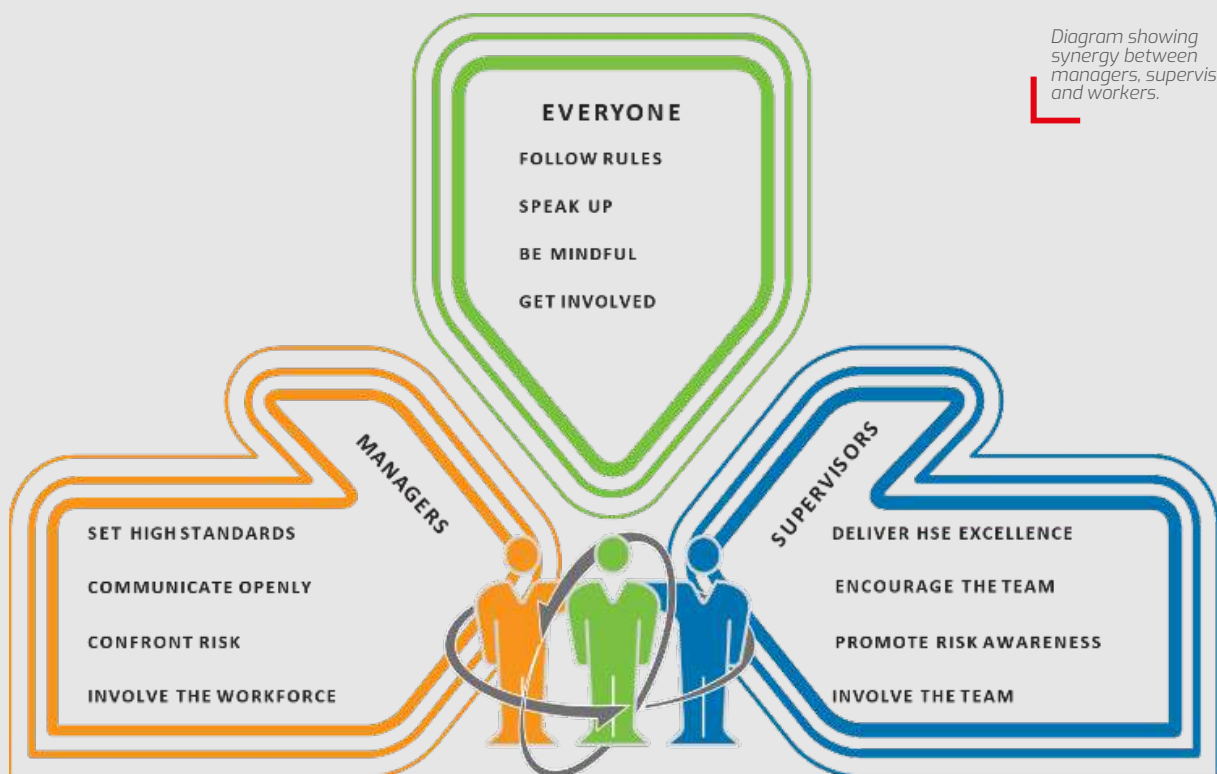 Diagram showing
synergy between
managers, supervis
and workers.
EVERYONE
FOLLOW RULES
SPEAK UP
BE MINDFUL
GET INVOLVED
MANAGERS
SET HIGH STANDARDS
COMMUNICATE OPENLY
CONFRONT RISK
INVOLVE THE WORKFORCE
SUPERVISORS
DELIVER HSE EXCELLENCE
ENCOURAGE THE TEAM
PROMOTE RISK AWARENESS
INVOLVE THE TEAM